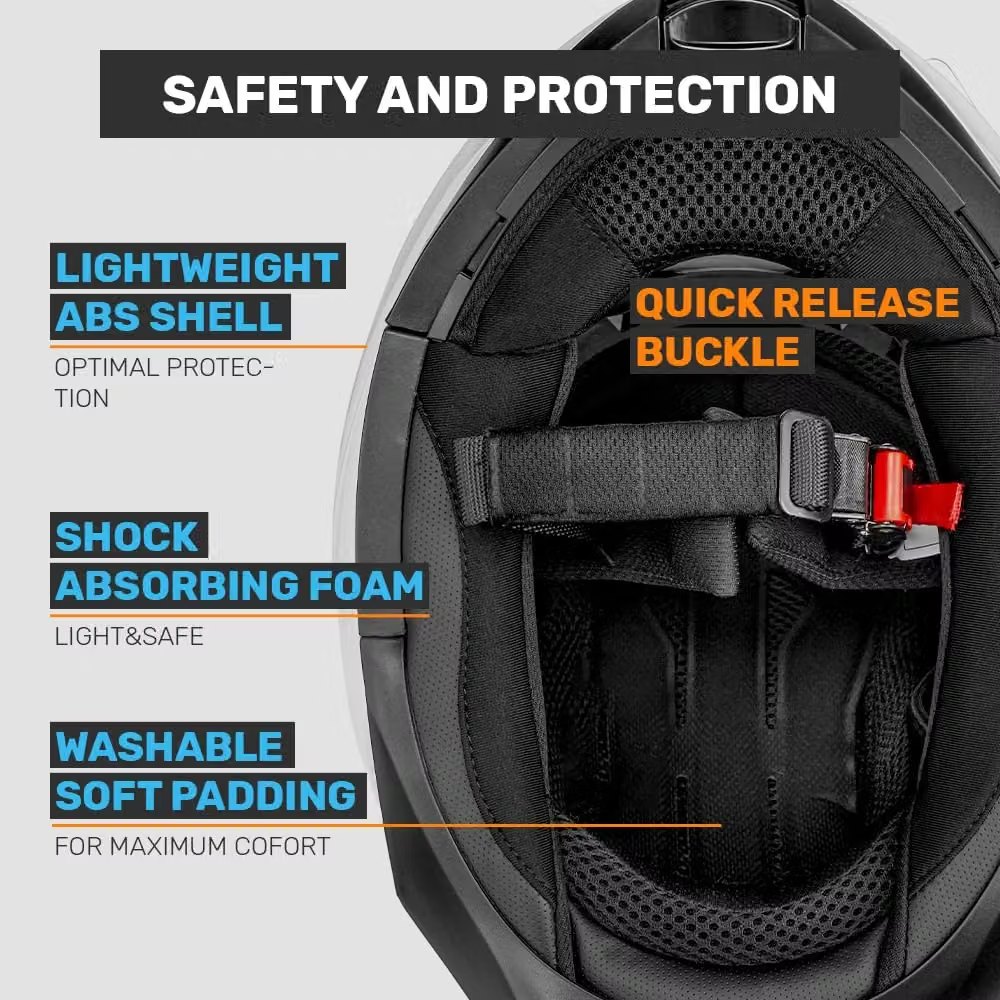 SAFETY AND PROTECTION
LIGHTWEIGHT
ABS SHELL
OPTIMAL PROTEC-
TION
QUICK RELEASE
BUCKLE
SHOCK
ABSORBING FOAM
LIGHT&SAFE
WASHABLE
SOFT PADDING
FOR MAXIMUM COFORT